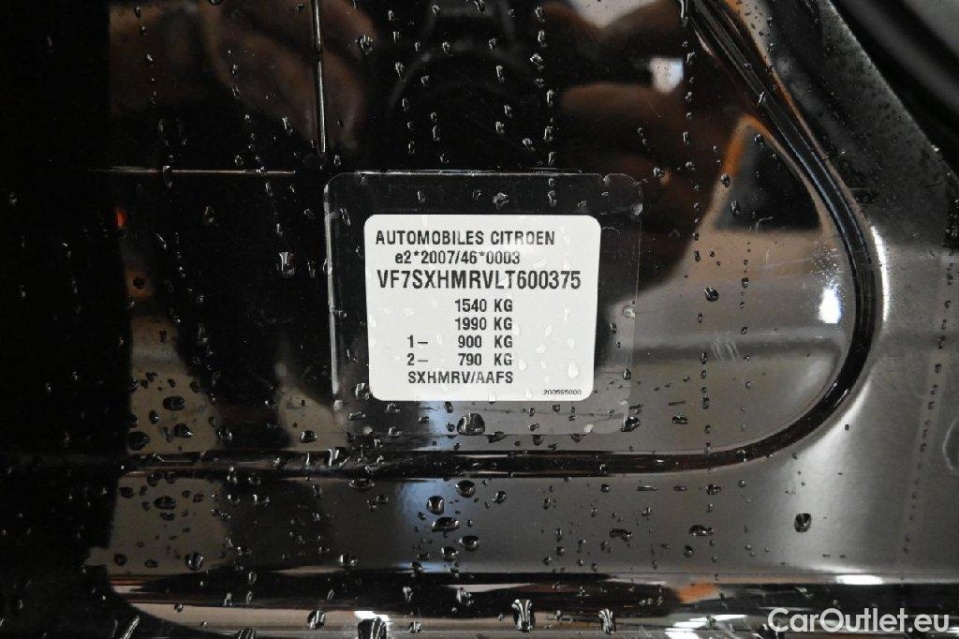 AUTOMOBILES CITROEN
e2*2007/46*0003
VF7SXHMRVLT600375
1540 KG
1990 KG
1– 900 KG
2– 790 KG
SXHMRV/AAFS
200595000
CarOutlet.eu